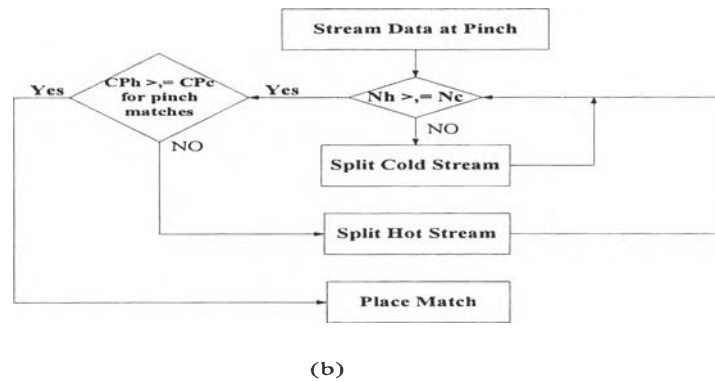 Stream Data at Pinch
CPh >,= CPc
for pinch
matches
Yes
Yes
Nh >,= Nc
NO
NO
Split Cold Stream
Split Hot Stream
Place Match
(b)